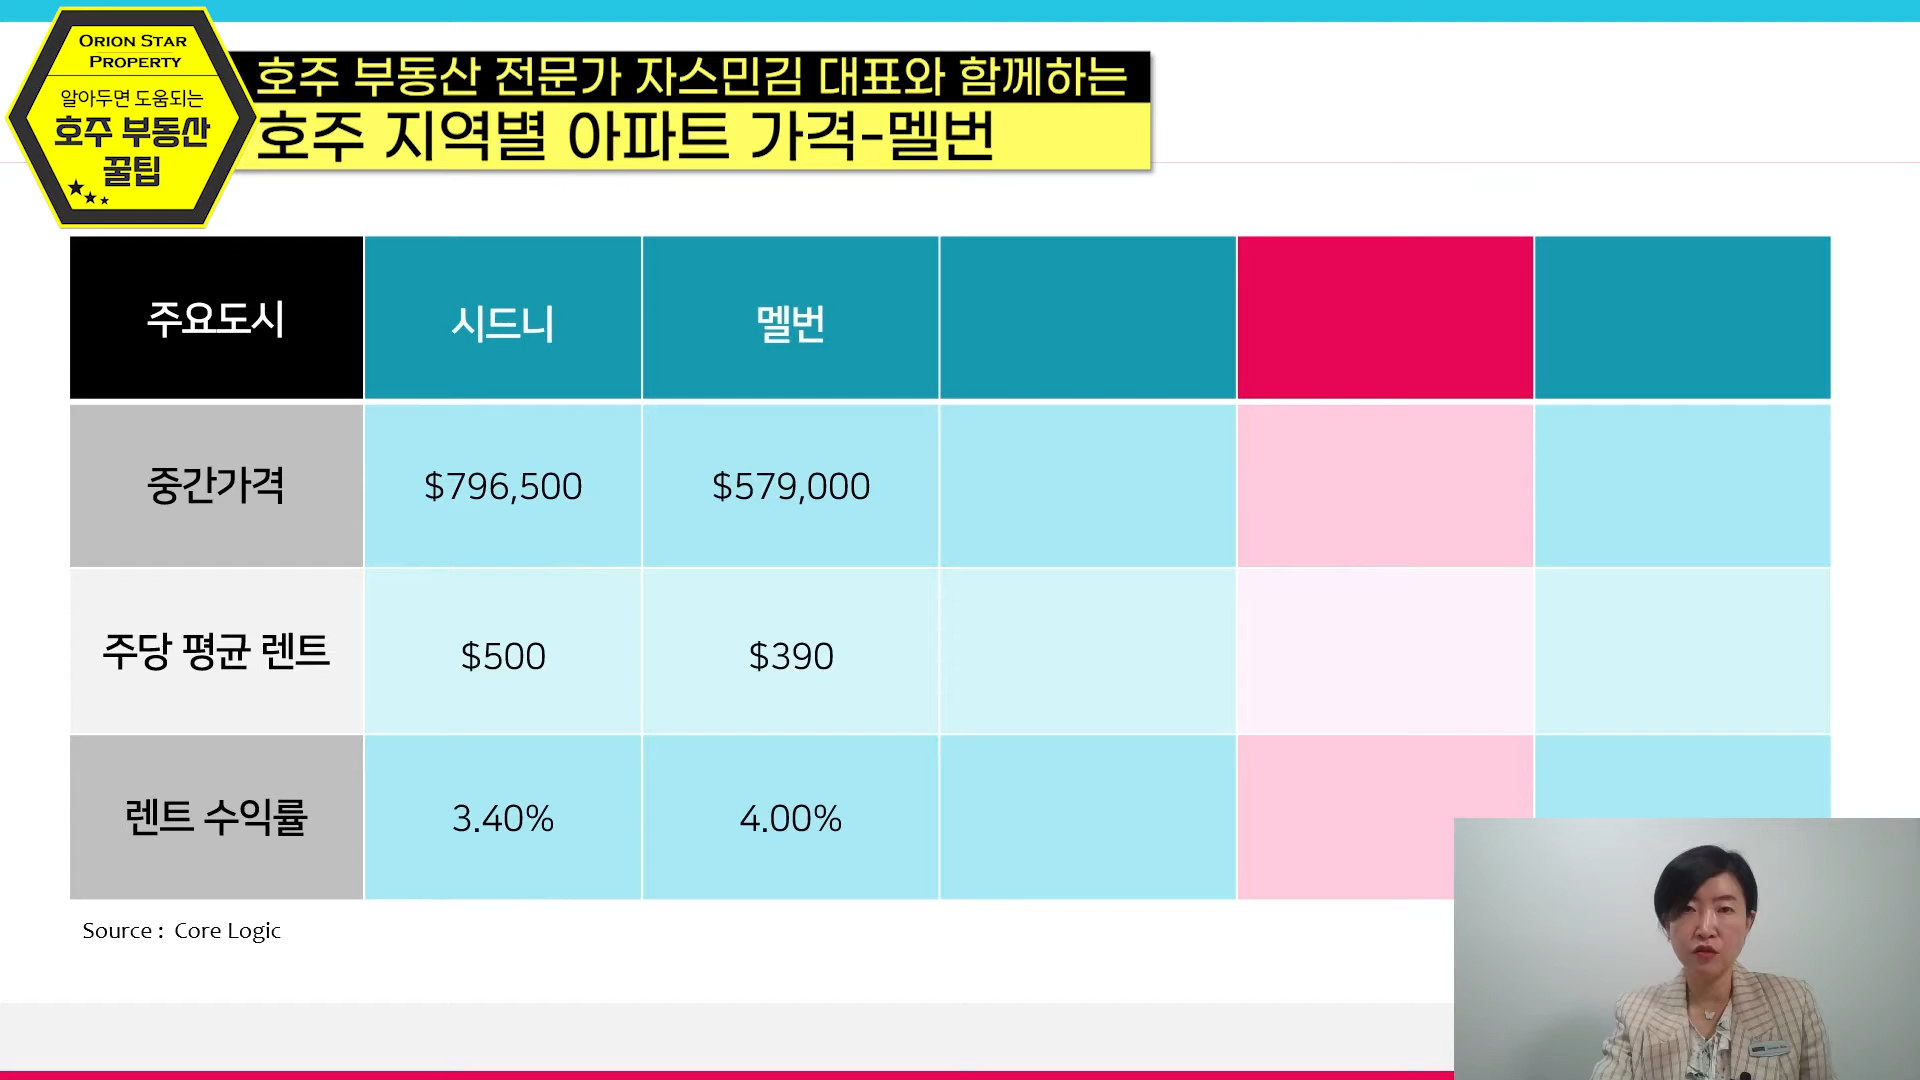 ORION STAR
PROPERTY
알아두면 도움되는
호주 부동산
꿀팁
호주 부동산 전문가 자스민김 대표와 함께하는
호주 지역별 아파트 가격-멜번
주요도시 시드니 멜번
중간가격 $796,500 $579,000
주당 평균 렌트 $500 $390
렌트 수익률 3.40% 4.00%
Source : Core Logic